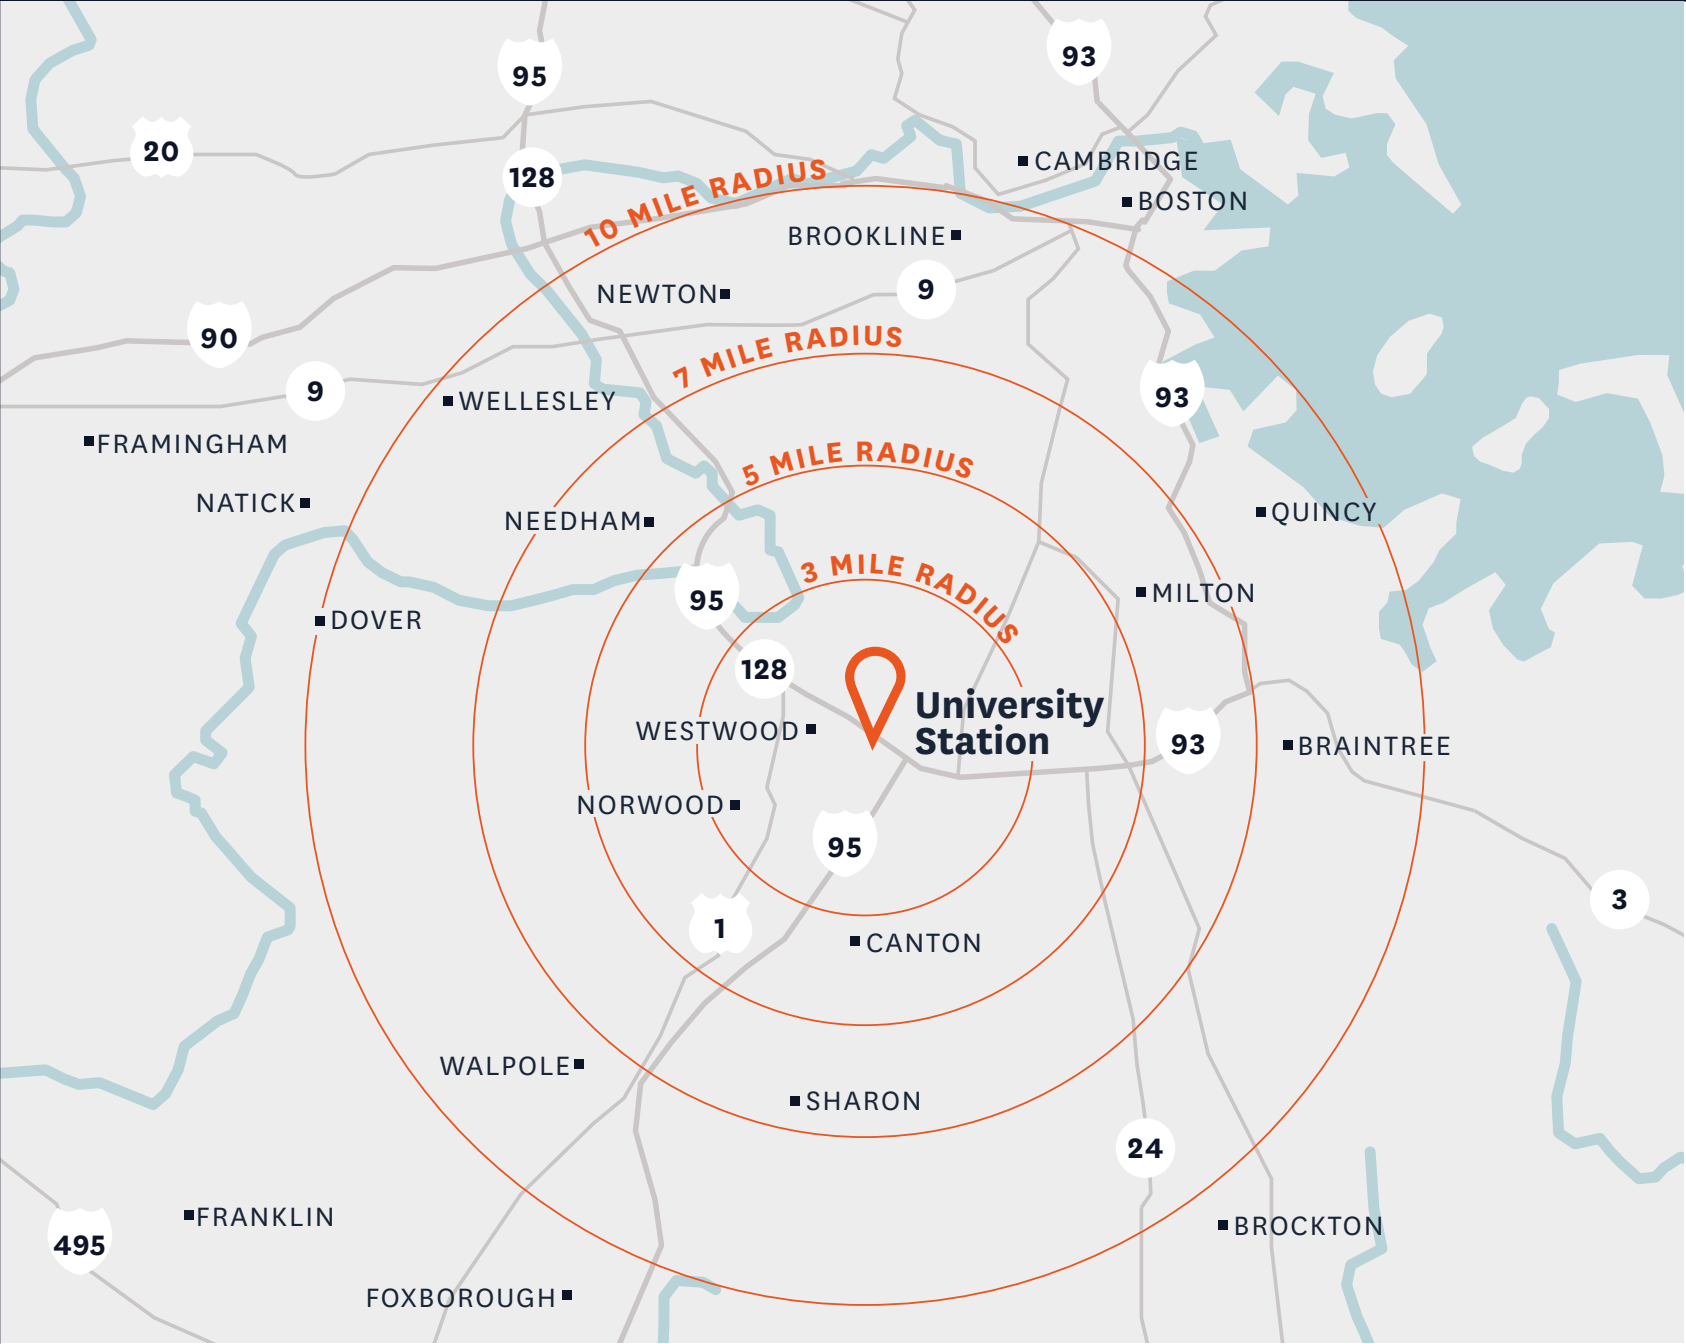 93
95
20
128
CAMBRIDGE
10 MILE RADIUS
BOSTON
BROOKLINE
9
NEWTON
90
7 MILE RADIUS
9
93
WELLESLEY
FRAMINGHAM
5 MILE RADIUS
NATICK
QUINCY
NEEDHAM
3 MILE RADIUS
MILTON
95
DOVER
128
University
Station
WESTWOOD
93
BRAINTREE
NORWOOD
95
3
1
CANTON
WALPOLE
SHARON
24
FRANKLIN
BROCKTON
495
FOXBOROUGH